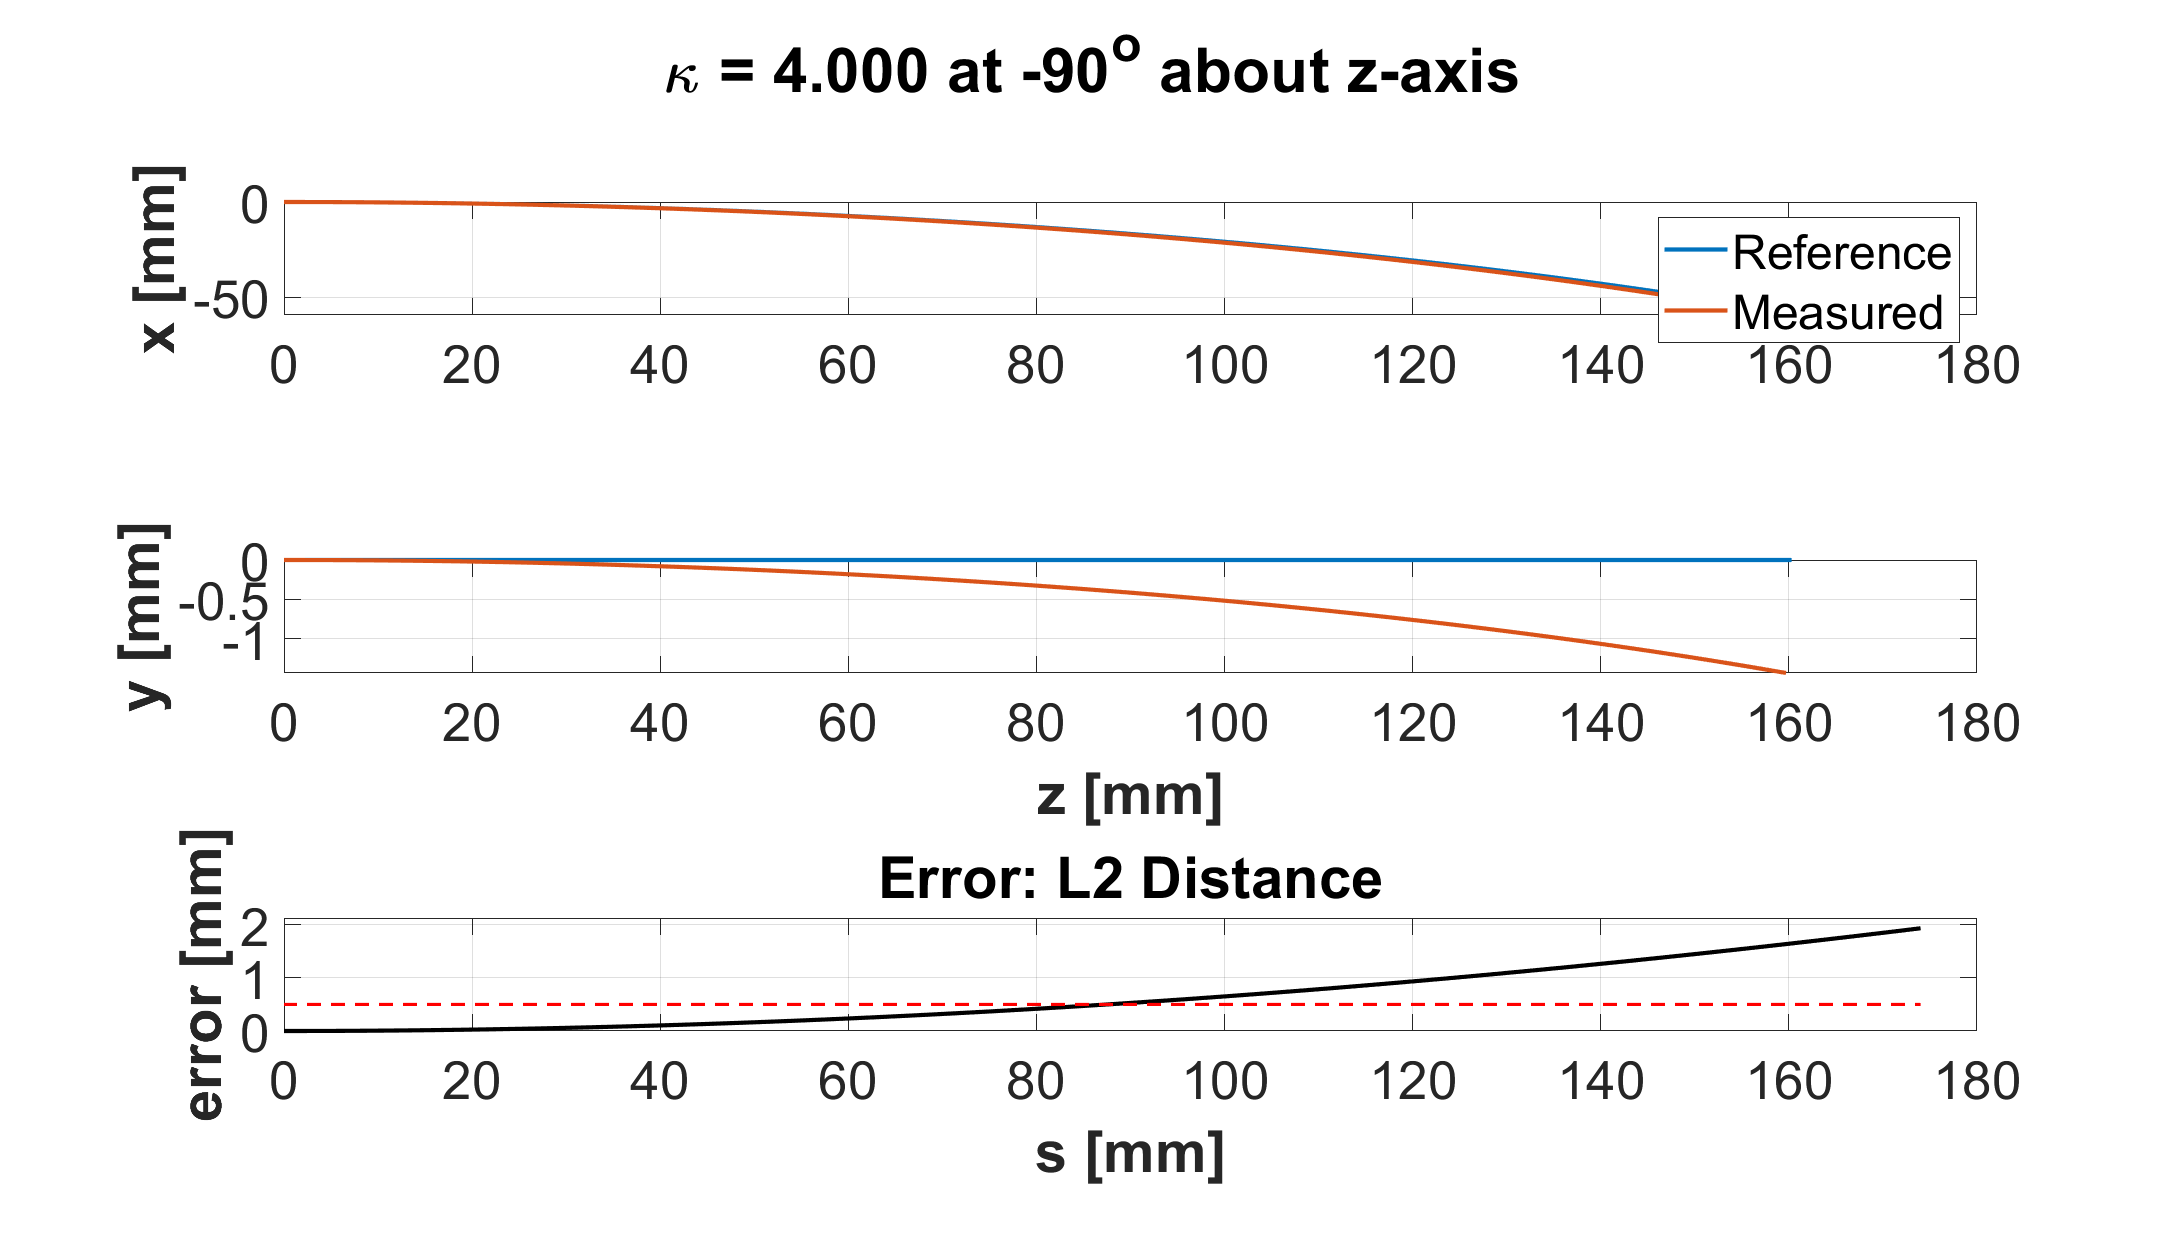 κ = 4.000 at -90° about z-axis
x [mm]
0
-50
Reference
Measured
0 20 40 60 80 100 120 140 160 180
y [mm]
0
-0.5
-1
0 20 40 60 80 100 120 140 160 180
z [mm]
Error: L2 Distance
error [mm]
2
1
0
0 20 40 60 80 100 120 140 160 180
s [mm]